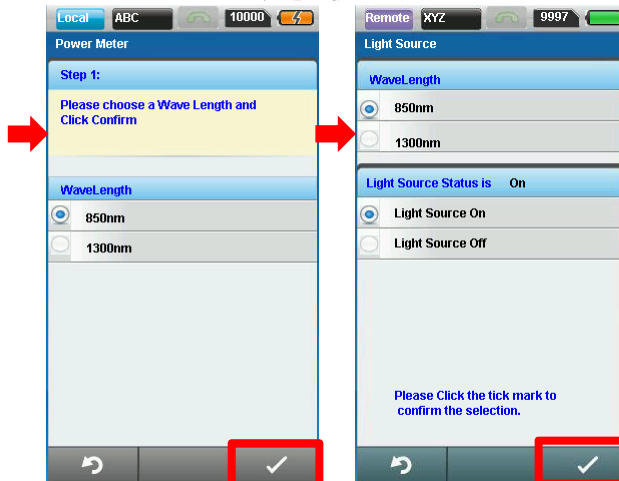 Local ABC 10000
Power Meter
Step 1:
Please choose a Wave Length and
Click Confirm
WaveLength
850nm
1300nm
Remote XYZ 9997
Light Source
WaveLength
850nm
1300nm
Light Source Status is On
Light Source On
Light Source Off
Please Click the tick mark to
confirm the selection.